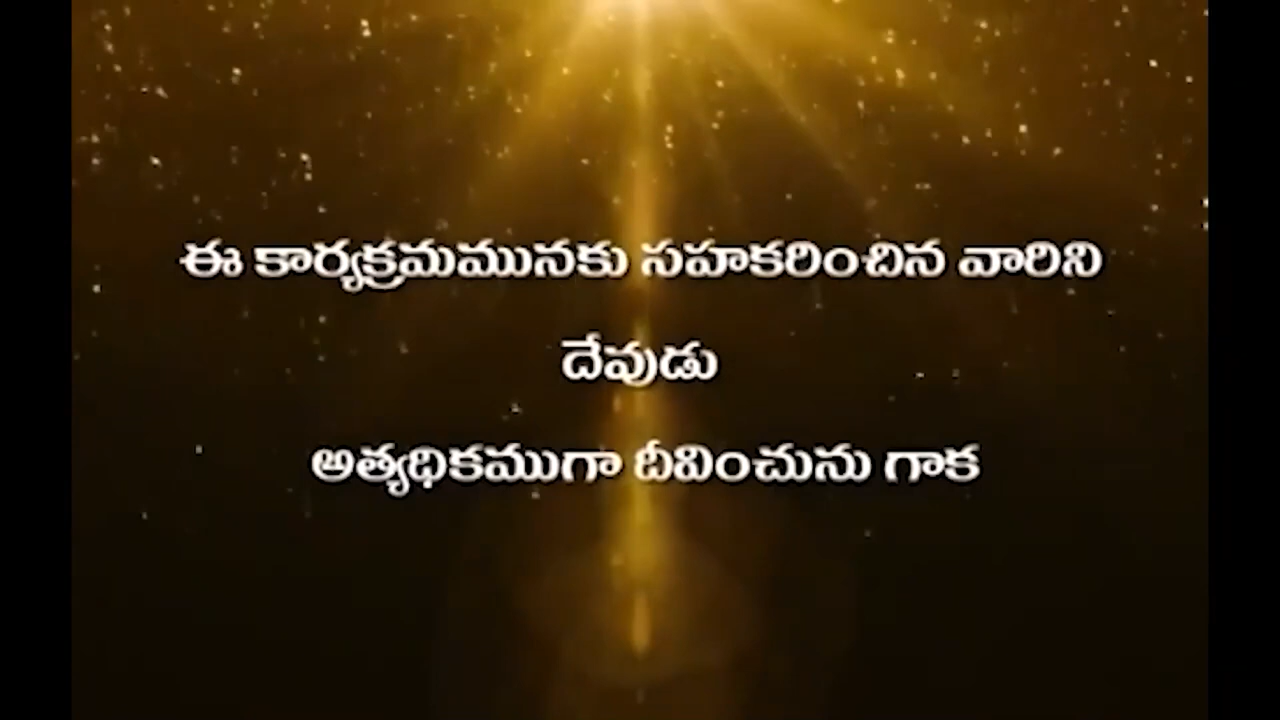 ఈ కార్యక్రమమునకు సహకరించిన వారిని
దేవుడు
అత్యధికముగా దీవించును గాక